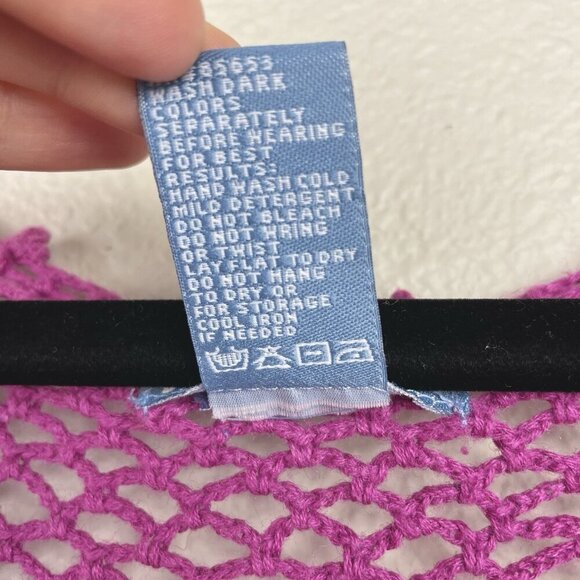 WASH DARK
COLORS
SEPARATELY
BEFORE WEARING
FOR BEST
RESULTS:
HAND WASH COLD
MILD DETERGENT
DO NOT BLEACH
DO NOT WRING
OR TWIST
LAY FLAT TO DRY
DO NOT HANG
TO DRY OR
FOR STORAGE
COOL IRON
IF NEEDED